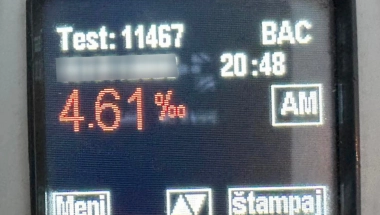 Test: 11467 BAC
20:48
4.61‰ AM
Meni štampaj